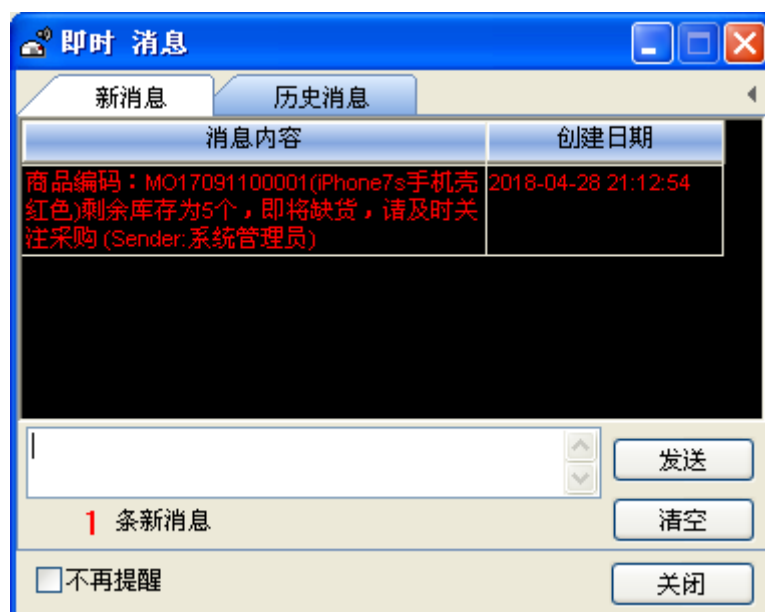 即时 消息
新消息 历史消息
消息内容 创建日期
商品编码：MO17091100001(iPhone7s手机壳 2018-04-28 21:12:54
红色)剩余库存为5个，即将缺货，请及时关
注采购 (Sender:系统管理员)
发送
1 条新消息 清空
不再提醒 关闭